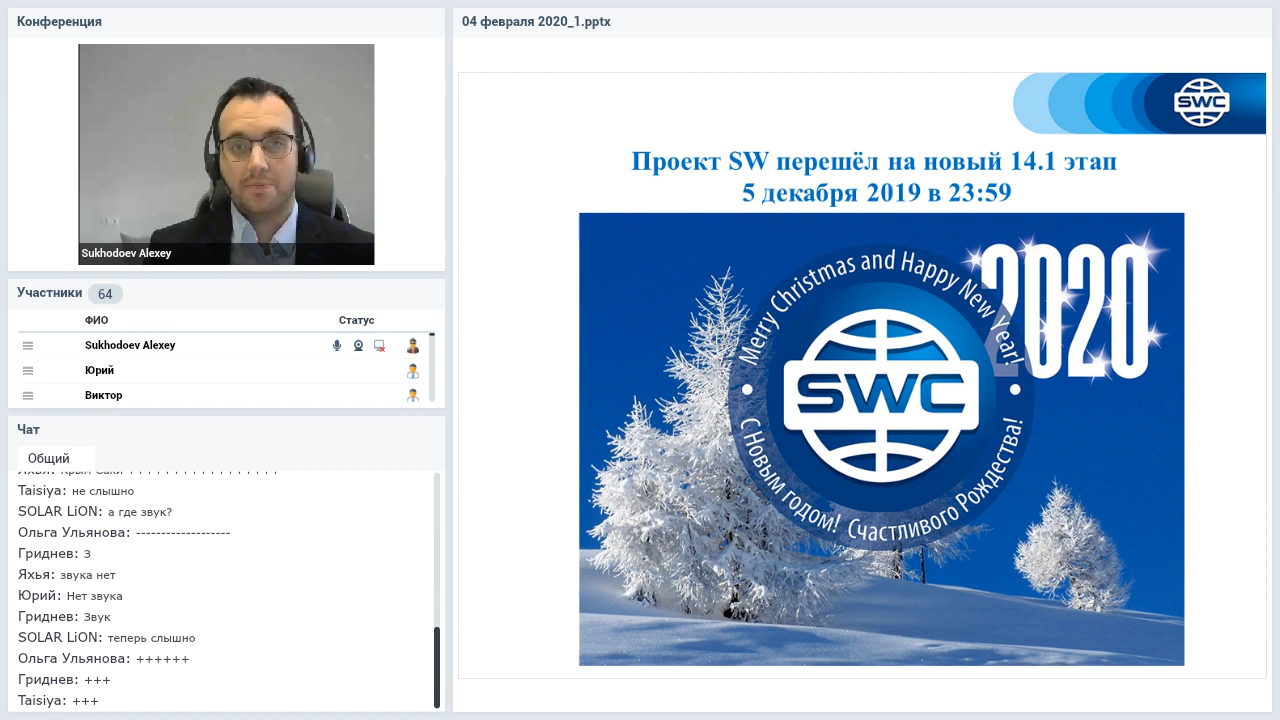 Конференция
Sukhodoev Alexey
Участники 64
ФИО Статус
Sukhodoev Alexey
Юрий
Виктор
Чат
Общий
Taisiya: не слышно
SOLAR LiON: а где звук?
Ольга Ульянова: -------------------
Гриднев: З
Яхья: звука нет
Юрий: Нет звука
Гриднев: Звук
SOLAR LiON: теперь слышно
Ольга Ульянова: ++++++
Гриднев: +++
Taisiya: +++
04 февраля 2020_1.pptx
SWC
Проект SW перешёл на новый 14.1 этап
5 декабря 2019 в 23:59
2020
Merry Christmas and Happy New Year!
SWC
С Новым годом! Счастливого Рождества!